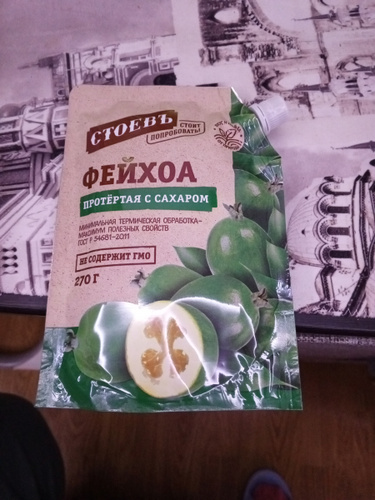 СТОЕВЪ
СТОИТ
ПОПРОБОВАТЬ!
ФЕЙХОА
ПРОТЁРТАЯ С САХАРОМ
МИНИМАЛЬНАЯ ТЕРМИЧЕСКАЯ ОБРАБОТКА-
МАКСИМУМ ПОЛЕЗНЫХ СВОЙСТВ
ГОСТ Р 54681-2011
НЕ СОДЕРЖИТ ГМО
270 Г